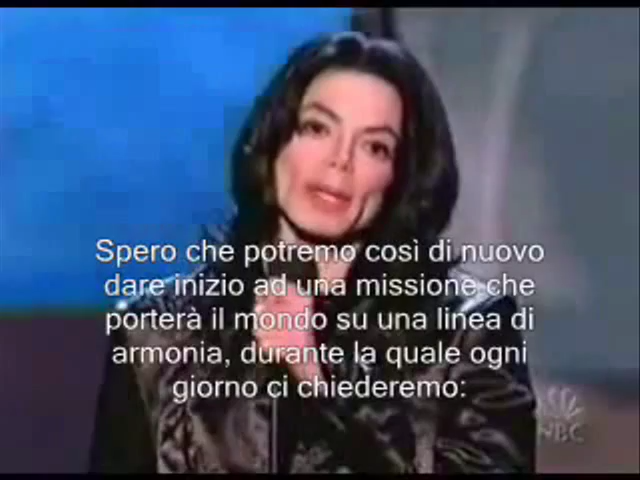 Spero che potremo così di nuovo
dare inizio ad una missione che
porterà il mondo su una linea di
armonia, durante la quale ogni
giorno ci chiederemo:
NBC